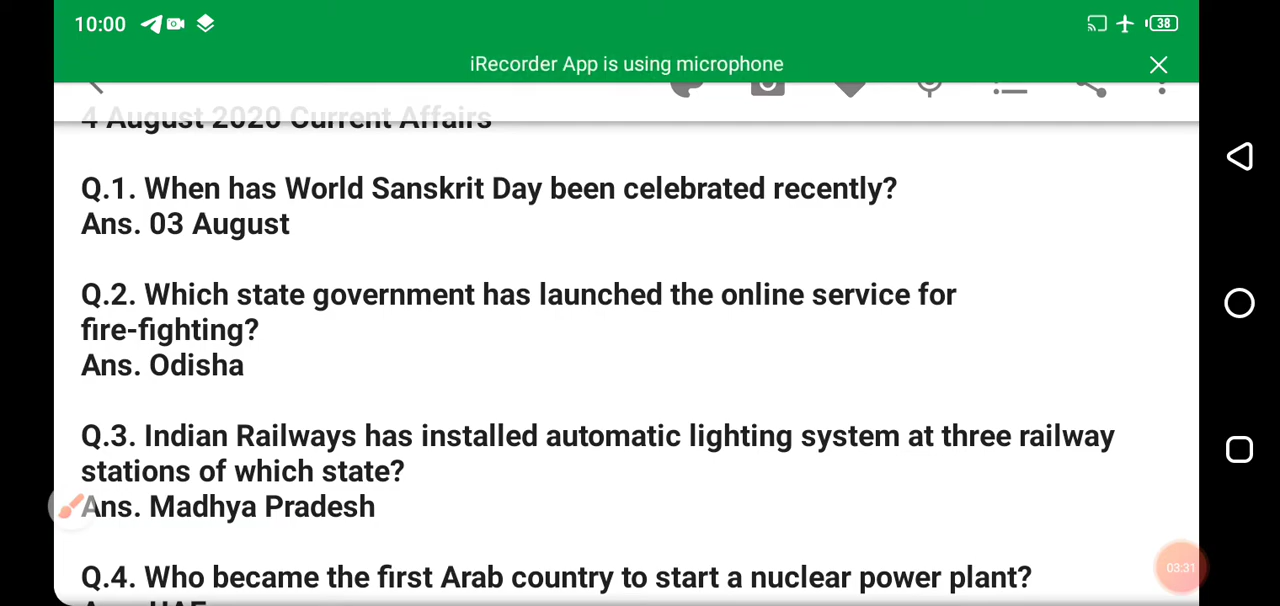 10:00
38
iRecorder App is using microphone
4 August 2020 Current Affairs
Q.1. When has World Sanskrit Day been celebrated recently?
Ans. 03 August
Q.2. Which state government has launched the online service for
fire-fighting?
Ans. Odisha
Q.3. Indian Railways has installed automatic lighting system at three railway
stations of which state?
Ans. Madhya Pradesh
03:31
Q.4. Who became the first Arab country to start a nuclear power plant?
Ans. UAE